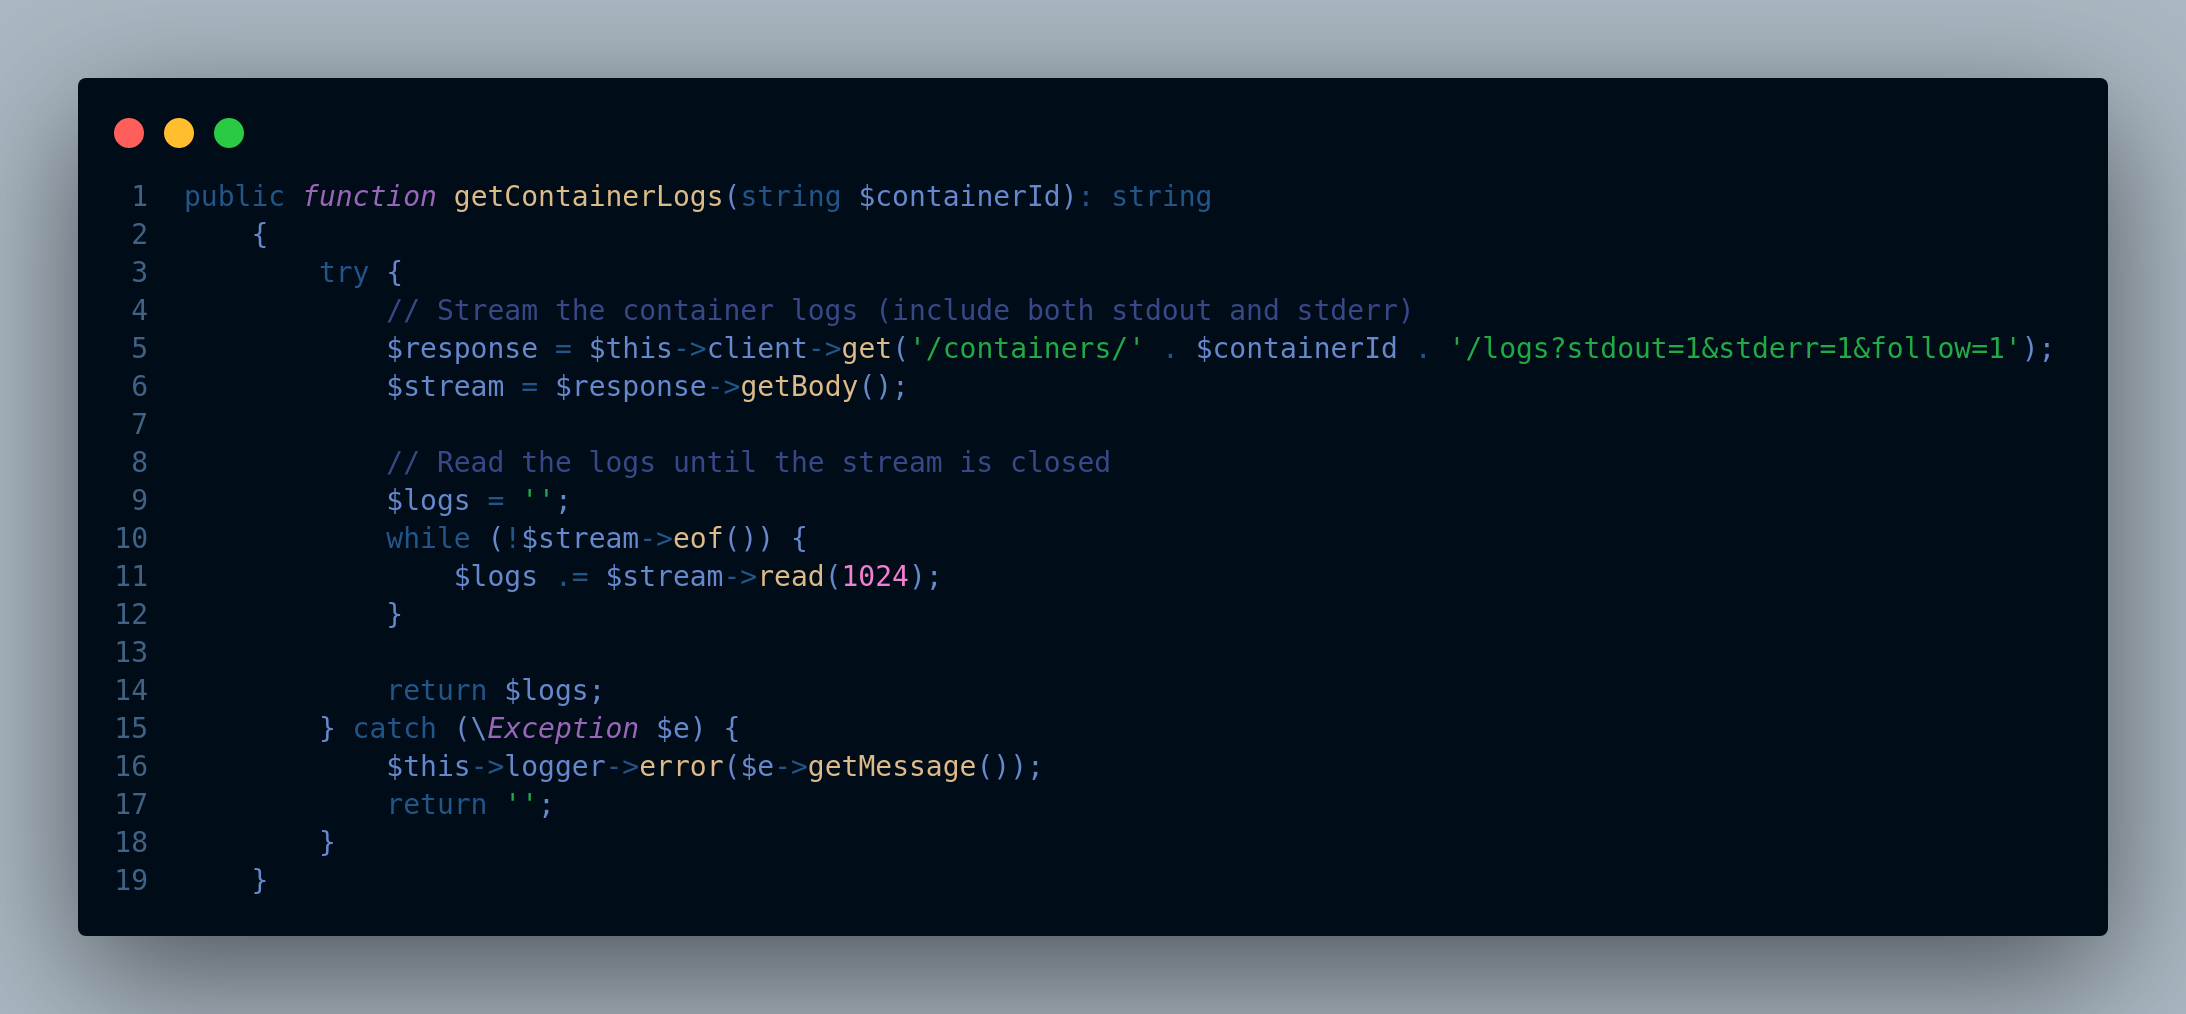 1 public function getContainerLogs(string $containerId): string
2     {
3         try {
4             // Stream the container logs (include both stdout and stderr)
5             $response = $this->client->get('/containers/' . $containerId . '/logs?stdout=1&stderr=1&follow=1');
6             $stream = $response->getBody();
7
8             // Read the logs until the stream is closed
9             $logs = '';
10             while (!$stream->eof()) {
11                 $logs .= $stream->read(1024);
12             }
13
14             return $logs;
15         } catch (\Exception $e) {
16             $this->logger->error($e->getMessage());
17             return '';
18         }
19     }